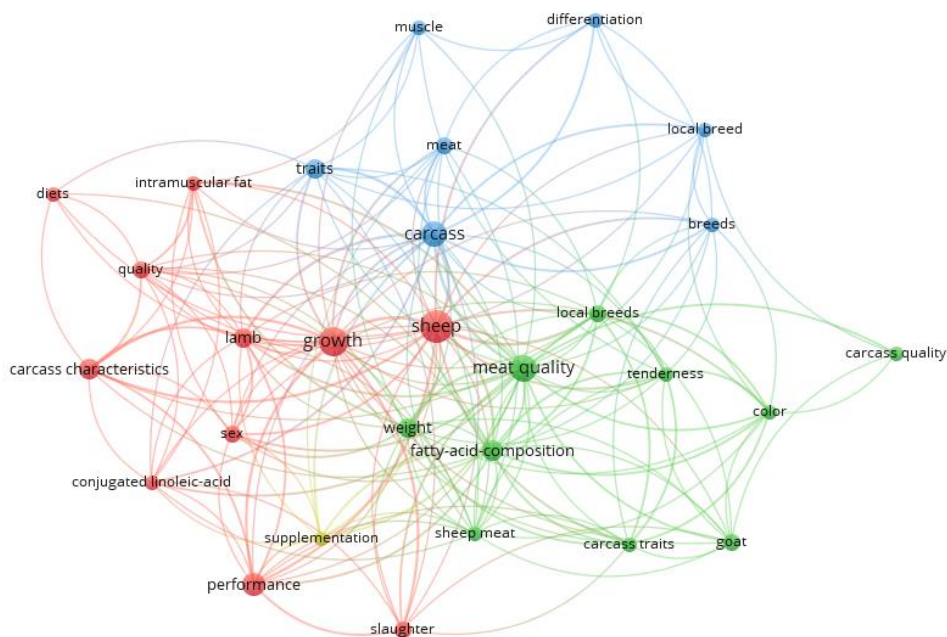 differentiation
muscle
local breed
meat
traits
intramuscular fat
diets
breeds
carcass
quality
local breeds
sheep
lamb
growth
carcass quality
meat quality
carcass characteristics
tenderness
color
weight
sex
fatty-acid-composition
conjugated linoleic-acid
sheep meat
supplementation
carcass traits
goat
performance
slaughter